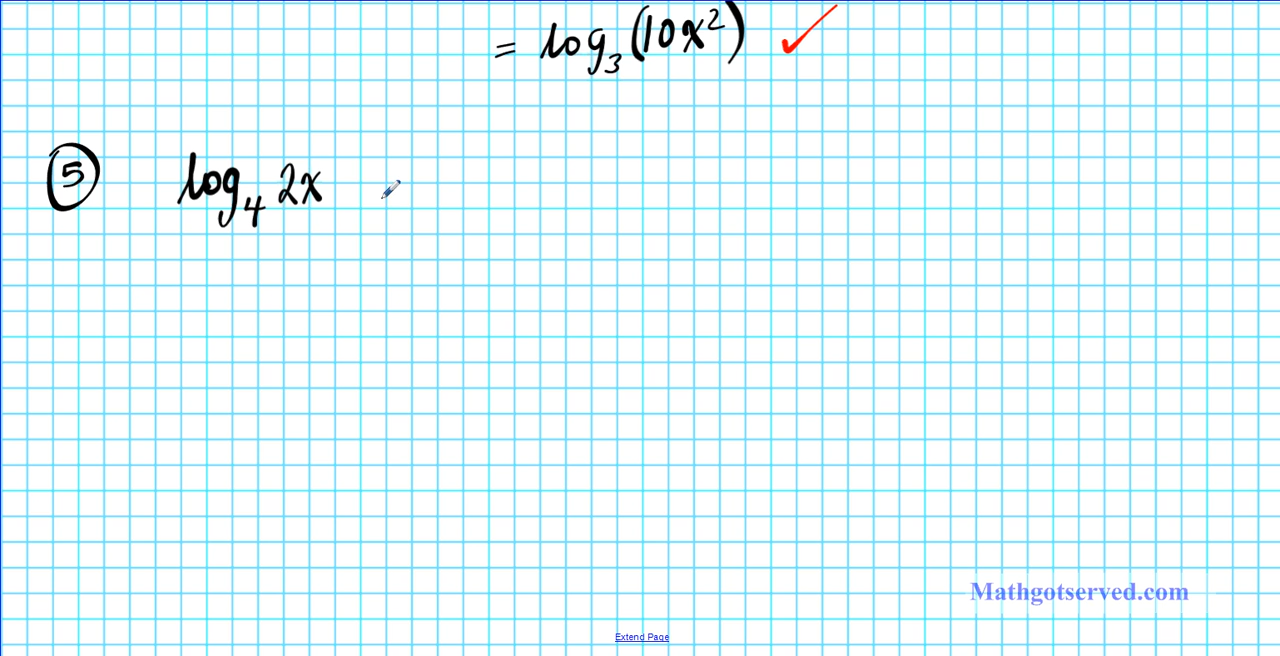 = log₃(10x²) ✓
⑤ log₄ 2x
Mathgotserved.com
Extend Page